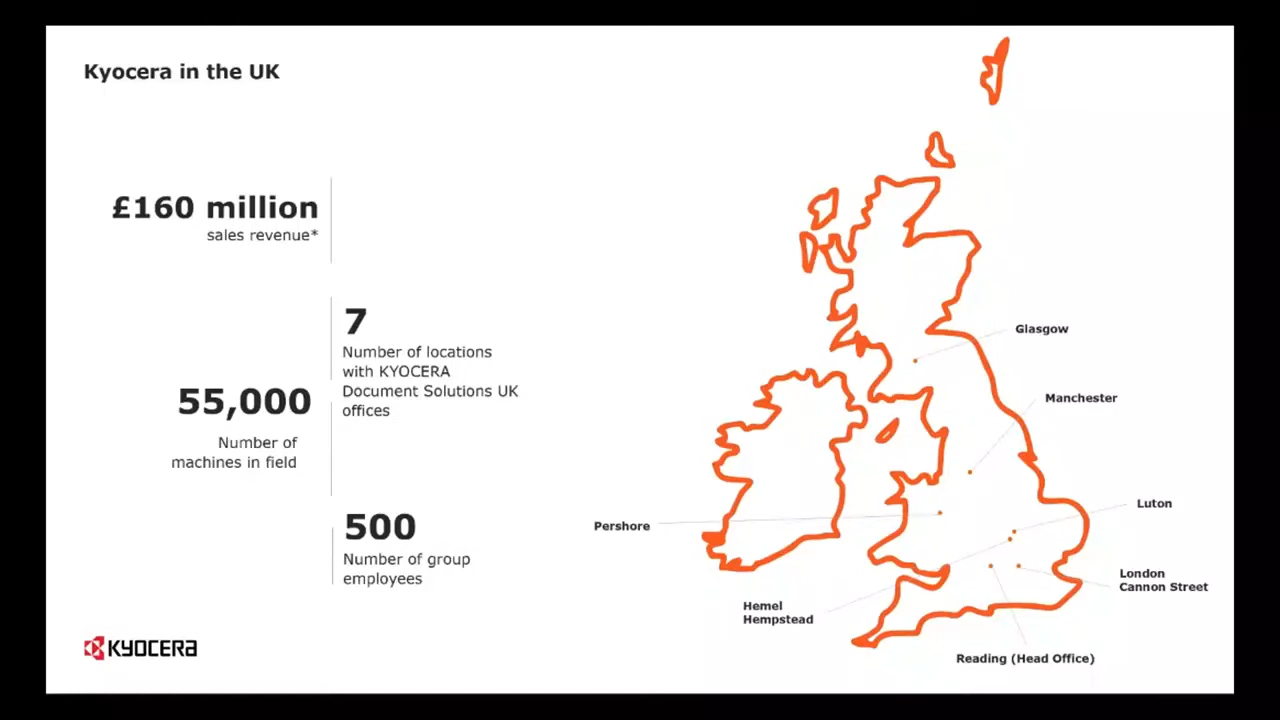 Kyocera in the UK
£160 million
sales revenue*
7
Number of locations
with KYOCERA
Document Solutions UK
offices
55,000
Number of
machines in field
500
Number of group
employees
Glasgow
Manchester
Luton
Pershore
London
Cannon Street
Hemel
Hempstead
Reading (Head Office)
KYOCERA